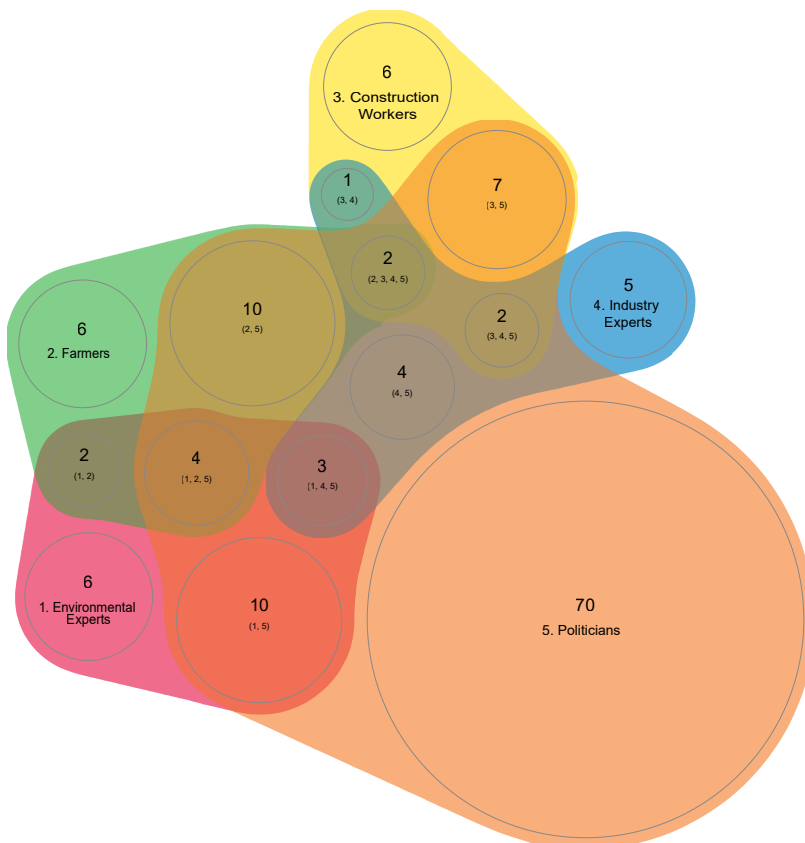 6
3. Construction
Workers
1
(3, 4)
7
(3, 5)
2
(2, 3, 4, 5)
5
4. Industry
Experts
10
(2, 5)
2
(3, 4, 5)
6
2. Farmers
4
(4, 5)
2
(1, 2)
4
(1, 2, 5)
3
(1, 4, 5)
6
1. Environmental
Experts
10
(1, 5)
70
5. Politicians